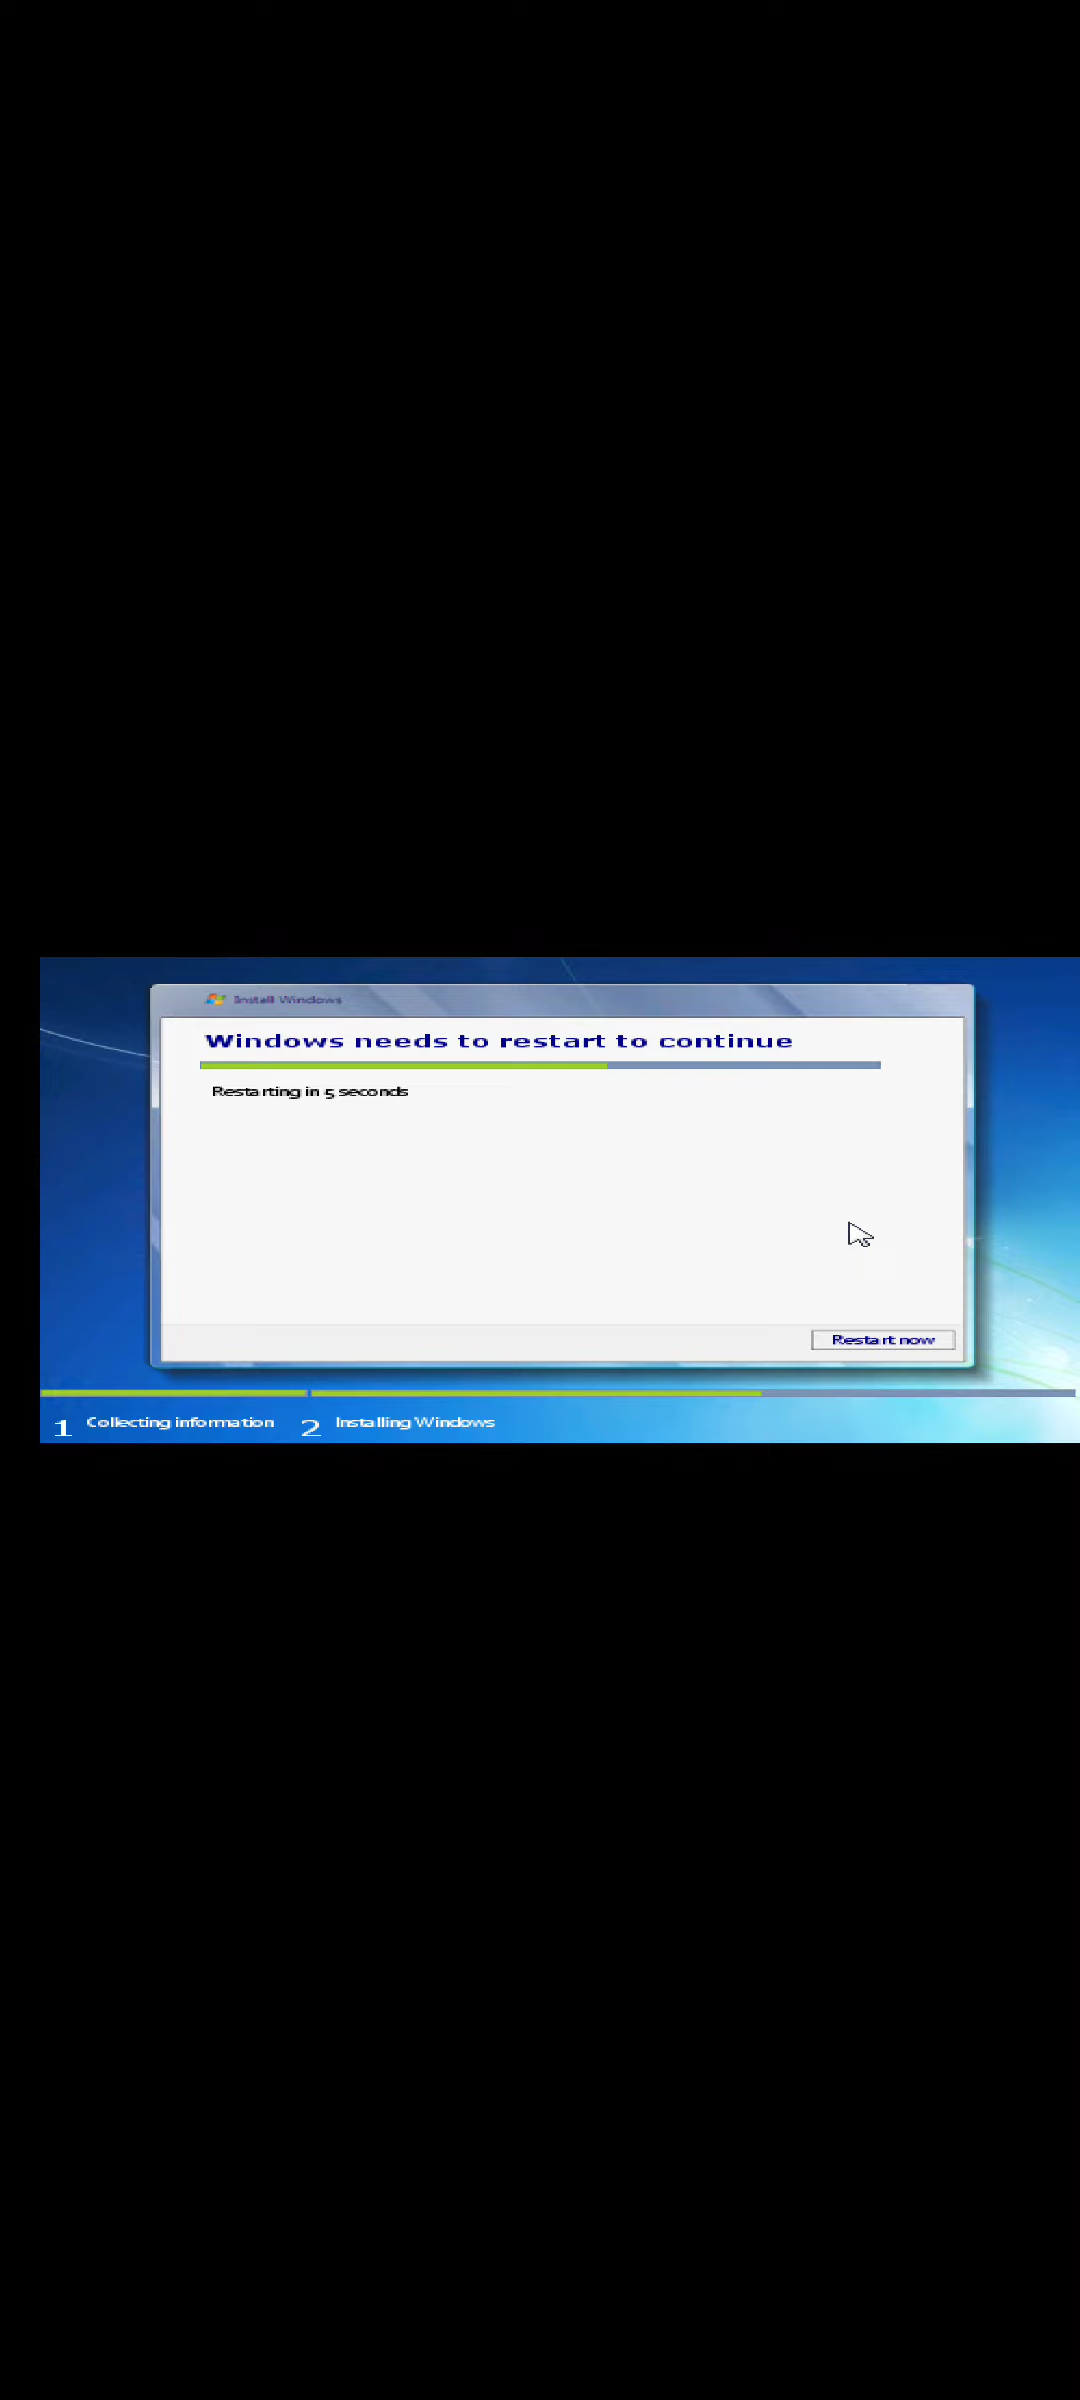 Install Windows
Windows needs to restart to continue
Restarting in 5 seconds
Restart now
1 Collecting information 2 Installing Windows